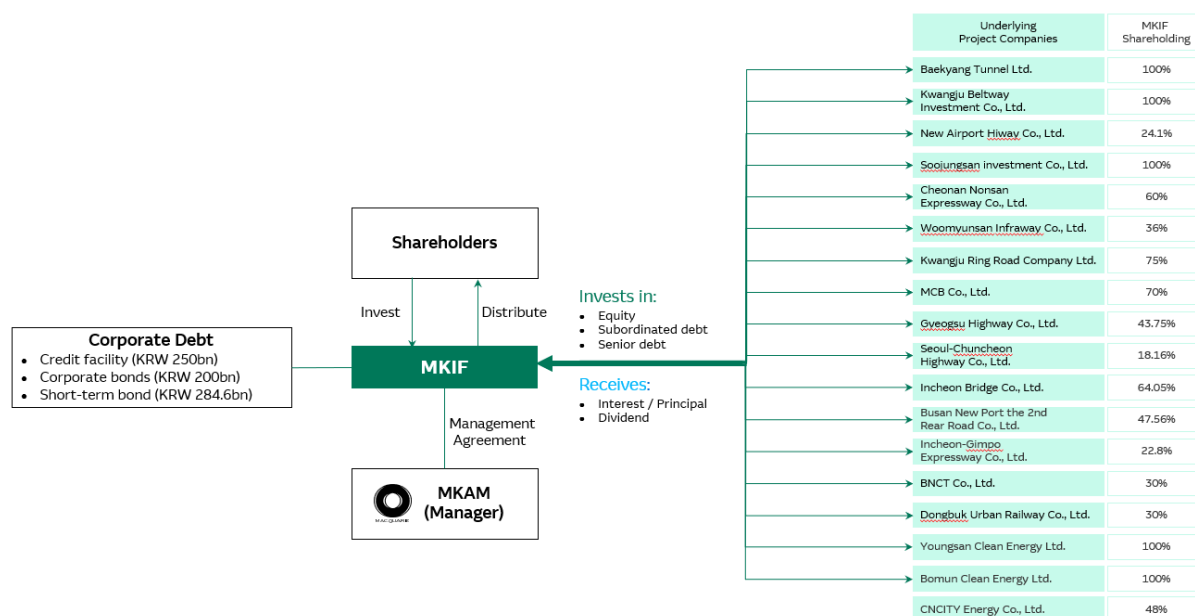 Shareholders
Invest
Distribute
Corporate Debt
• Credit facility (KRW 250bn)
• Corporate bonds (KRW 200bn)
• Short-term bond (KRW 284.6bn)
MKIF
Management
Agreement
MACQUARIE
MKAM
(Manager)
Invests in:
• Equity
• Subordinated debt
• Senior debt
Receives:
• Interest / Principal
• Dividend
Underlying
Project Companies
MKIF
Shareholding
Baekyang Tunnel Ltd.
100%
Kwangju Beltway
Investment Co., Ltd.
100%
New Airport Hiway Co., Ltd.
24.1%
Soojungsan investment Co., Ltd.
100%
Cheonan Nonsan
Expressway Co., Ltd.
60%
Woomyunsan Infraway Co., Ltd.
36%
Kwangju Ring Road Company Ltd.
75%
MCB Co., Ltd.
70%
Gyeogsu Highway Co., Ltd.
43.75%
Seoul-Chuncheon
Highway Co., Ltd.
18.16%
Incheon Bridge Co., Ltd.
64.05%
Busan New Port the 2nd
Rear Road Co., Ltd.
47.56%
Incheon-Gimpo
Expressway Co., Ltd.
22.8%
BNCT Co., Ltd.
30%
Dongbuk Urban Railway Co., Ltd.
30%
Youngsan Clean Energy Ltd.
100%
Bomun Clean Energy Ltd.
100%
CNCITY Energy Co., Ltd.
48%